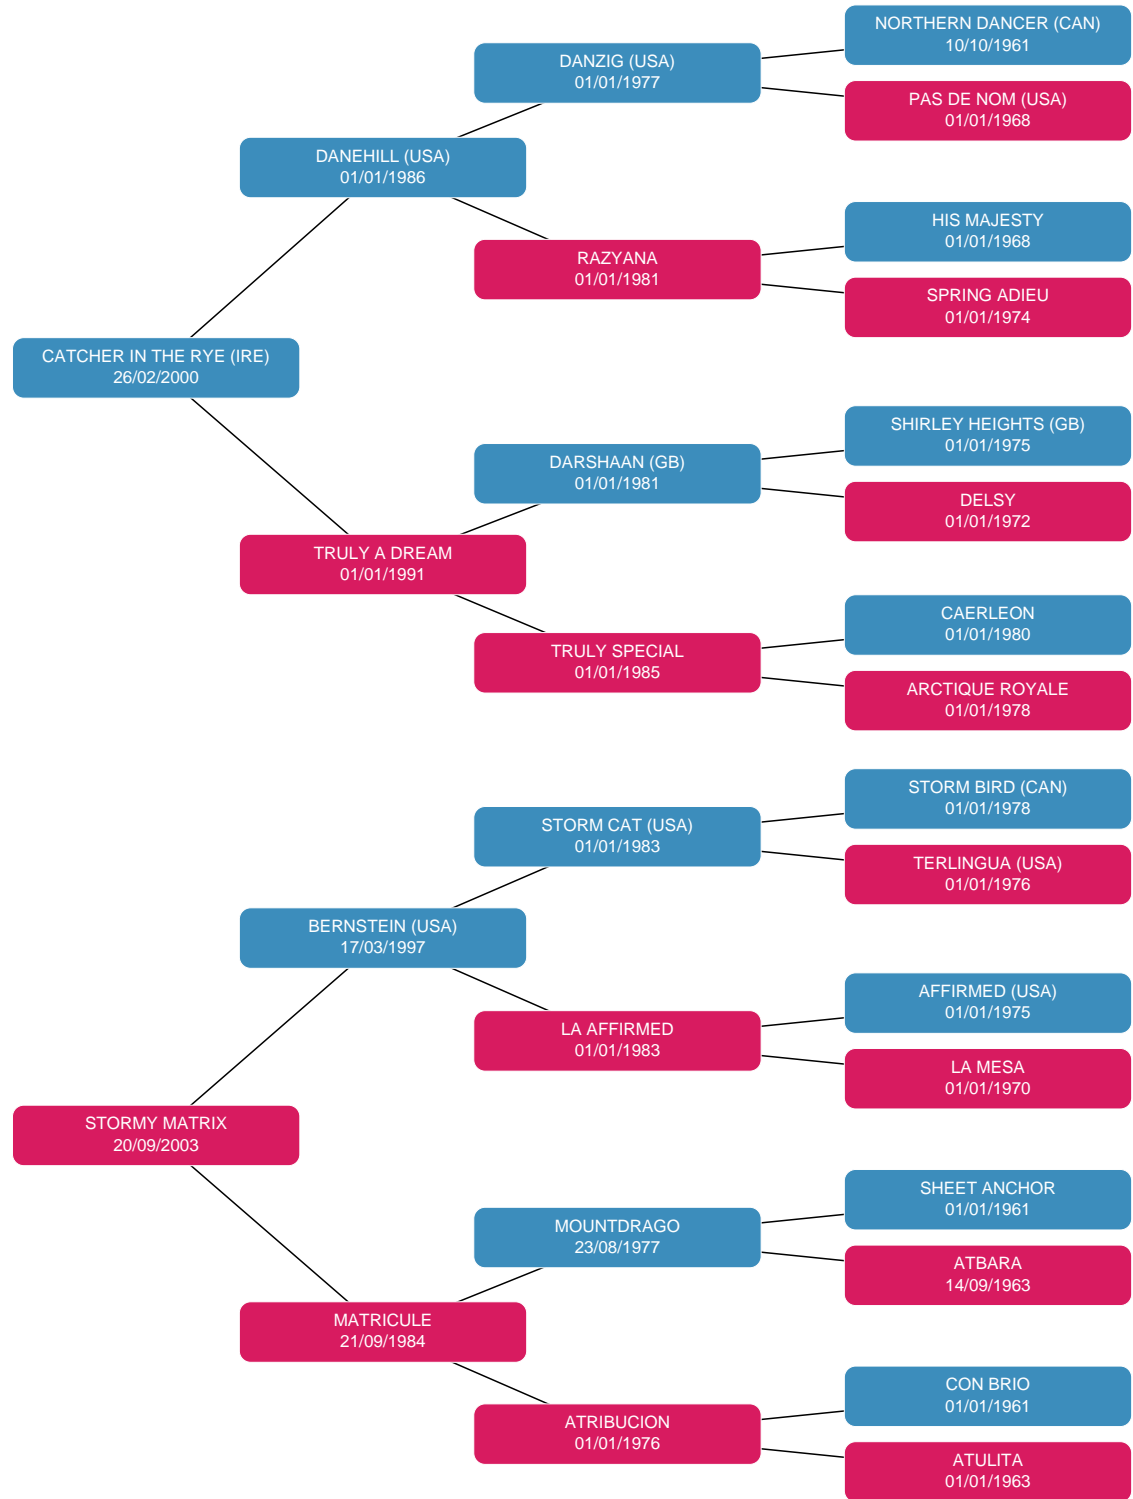 NORTHERN DANCER (CAN)
10/10/1961
DANZIG (USA)
01/01/1977
PAS DE NOM (USA)
01/01/1968
DANEHILL (USA)
01/01/1986
HIS MAJESTY
01/01/1968
RAZYANA
01/01/1981
SPRING ADIEU
01/01/1974
CATCHER IN THE RYE (IRE)
26/02/2000
SHIRLEY HEIGHTS (GB)
01/01/1975
DARSHAAN (GB)
01/01/1981
DELSY
01/01/1972
TRULY A DREAM
01/01/1991
CAERLEON
01/01/1980
TRULY SPECIAL
01/01/1985
ARCTIQUE ROYALE
01/01/1978
STORM BIRD (CAN)
01/01/1978
STORM CAT (USA)
01/01/1983
TERLINGUA (USA)
01/01/1976
BERNSTEIN (USA)
17/03/1997
AFFIRMED (USA)
01/01/1975
LA AFFIRMED
01/01/1983
LA MESA
01/01/1970
STORMY MATRIX
20/09/2003
SHEET ANCHOR
01/01/1961
MOUNTDRAGO
23/08/1977
ATBARA
14/09/1963
MATRICULE
21/09/1984
CON BRIO
01/01/1961
ATRIBUCION
01/01/1976
ATULITA
01/01/1963